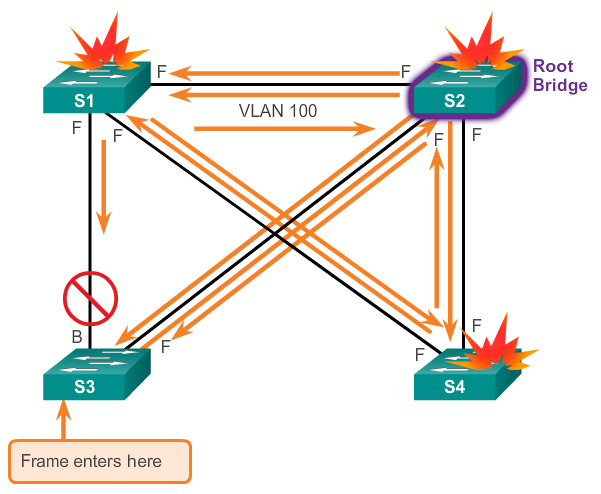 F
F
Root
Bridge
S1
S2
VLAN 100
F
F
F
F
B
F
F
F
S3
S4
Frame enters here